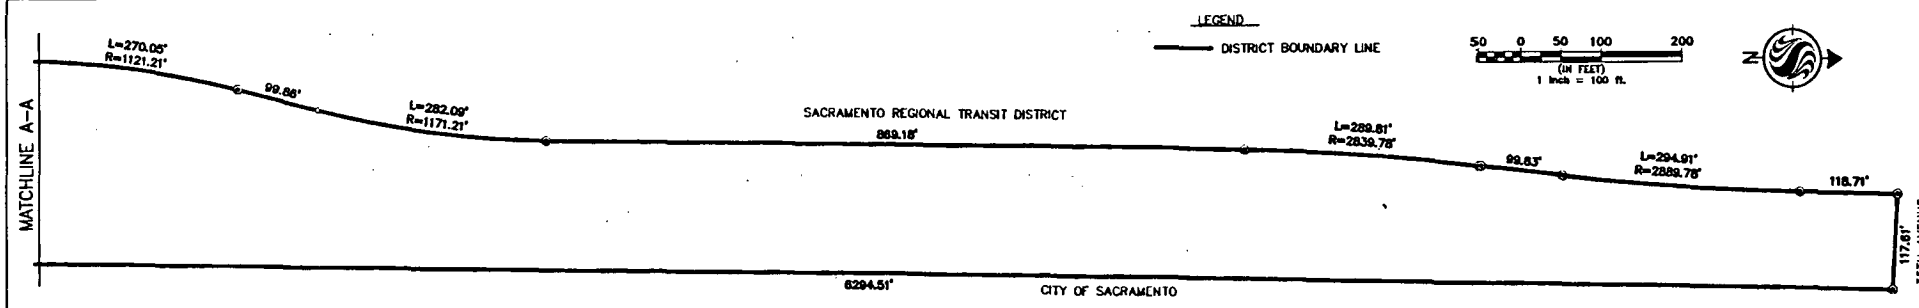 LEGEND
DISTRICT BOUNDARY LINE
50 0 50 100 200
(IN FEET)
1 inch = 100 ft.
N
MATCHLINE A-A
L=270.05'
R=1121.21'
99.86'
L=282.09'
R=1171.21'
SACRAMENTO REGIONAL TRANSIT DISTRICT
869.18'
L=289.81'
R=2839.78'
99.63'
L=294.91'
R=2889.78'
118.71'
117.61'
6294.51'
CITY OF SACRAMENTO